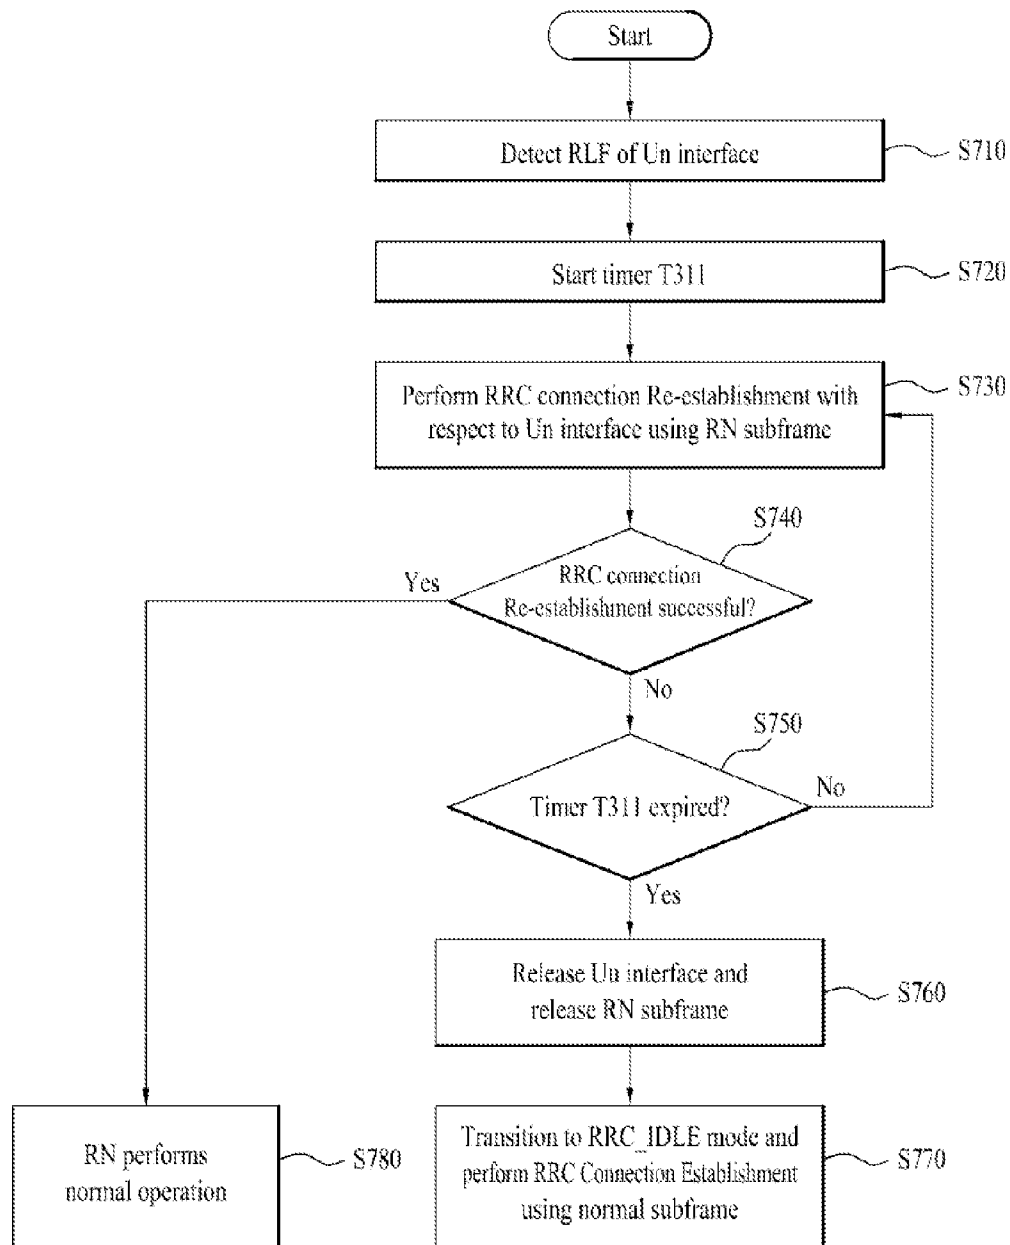 Start
Detect RLF of Un interface
S710
Start timer T311
S720
Perform RRC connection Re-establishment with
respect to Un interface using RN subframe
S730
S740
RRC connection
Re-establishment successful?
Yes
No
S750
Timer T311 expired?
No
Yes
Release Un interface and
release RN subframe
S760
RN performs
normal operation
S780
Transition to RRC_IDLE mode and
perform RRC Connection Establishment
using normal subframe
S770